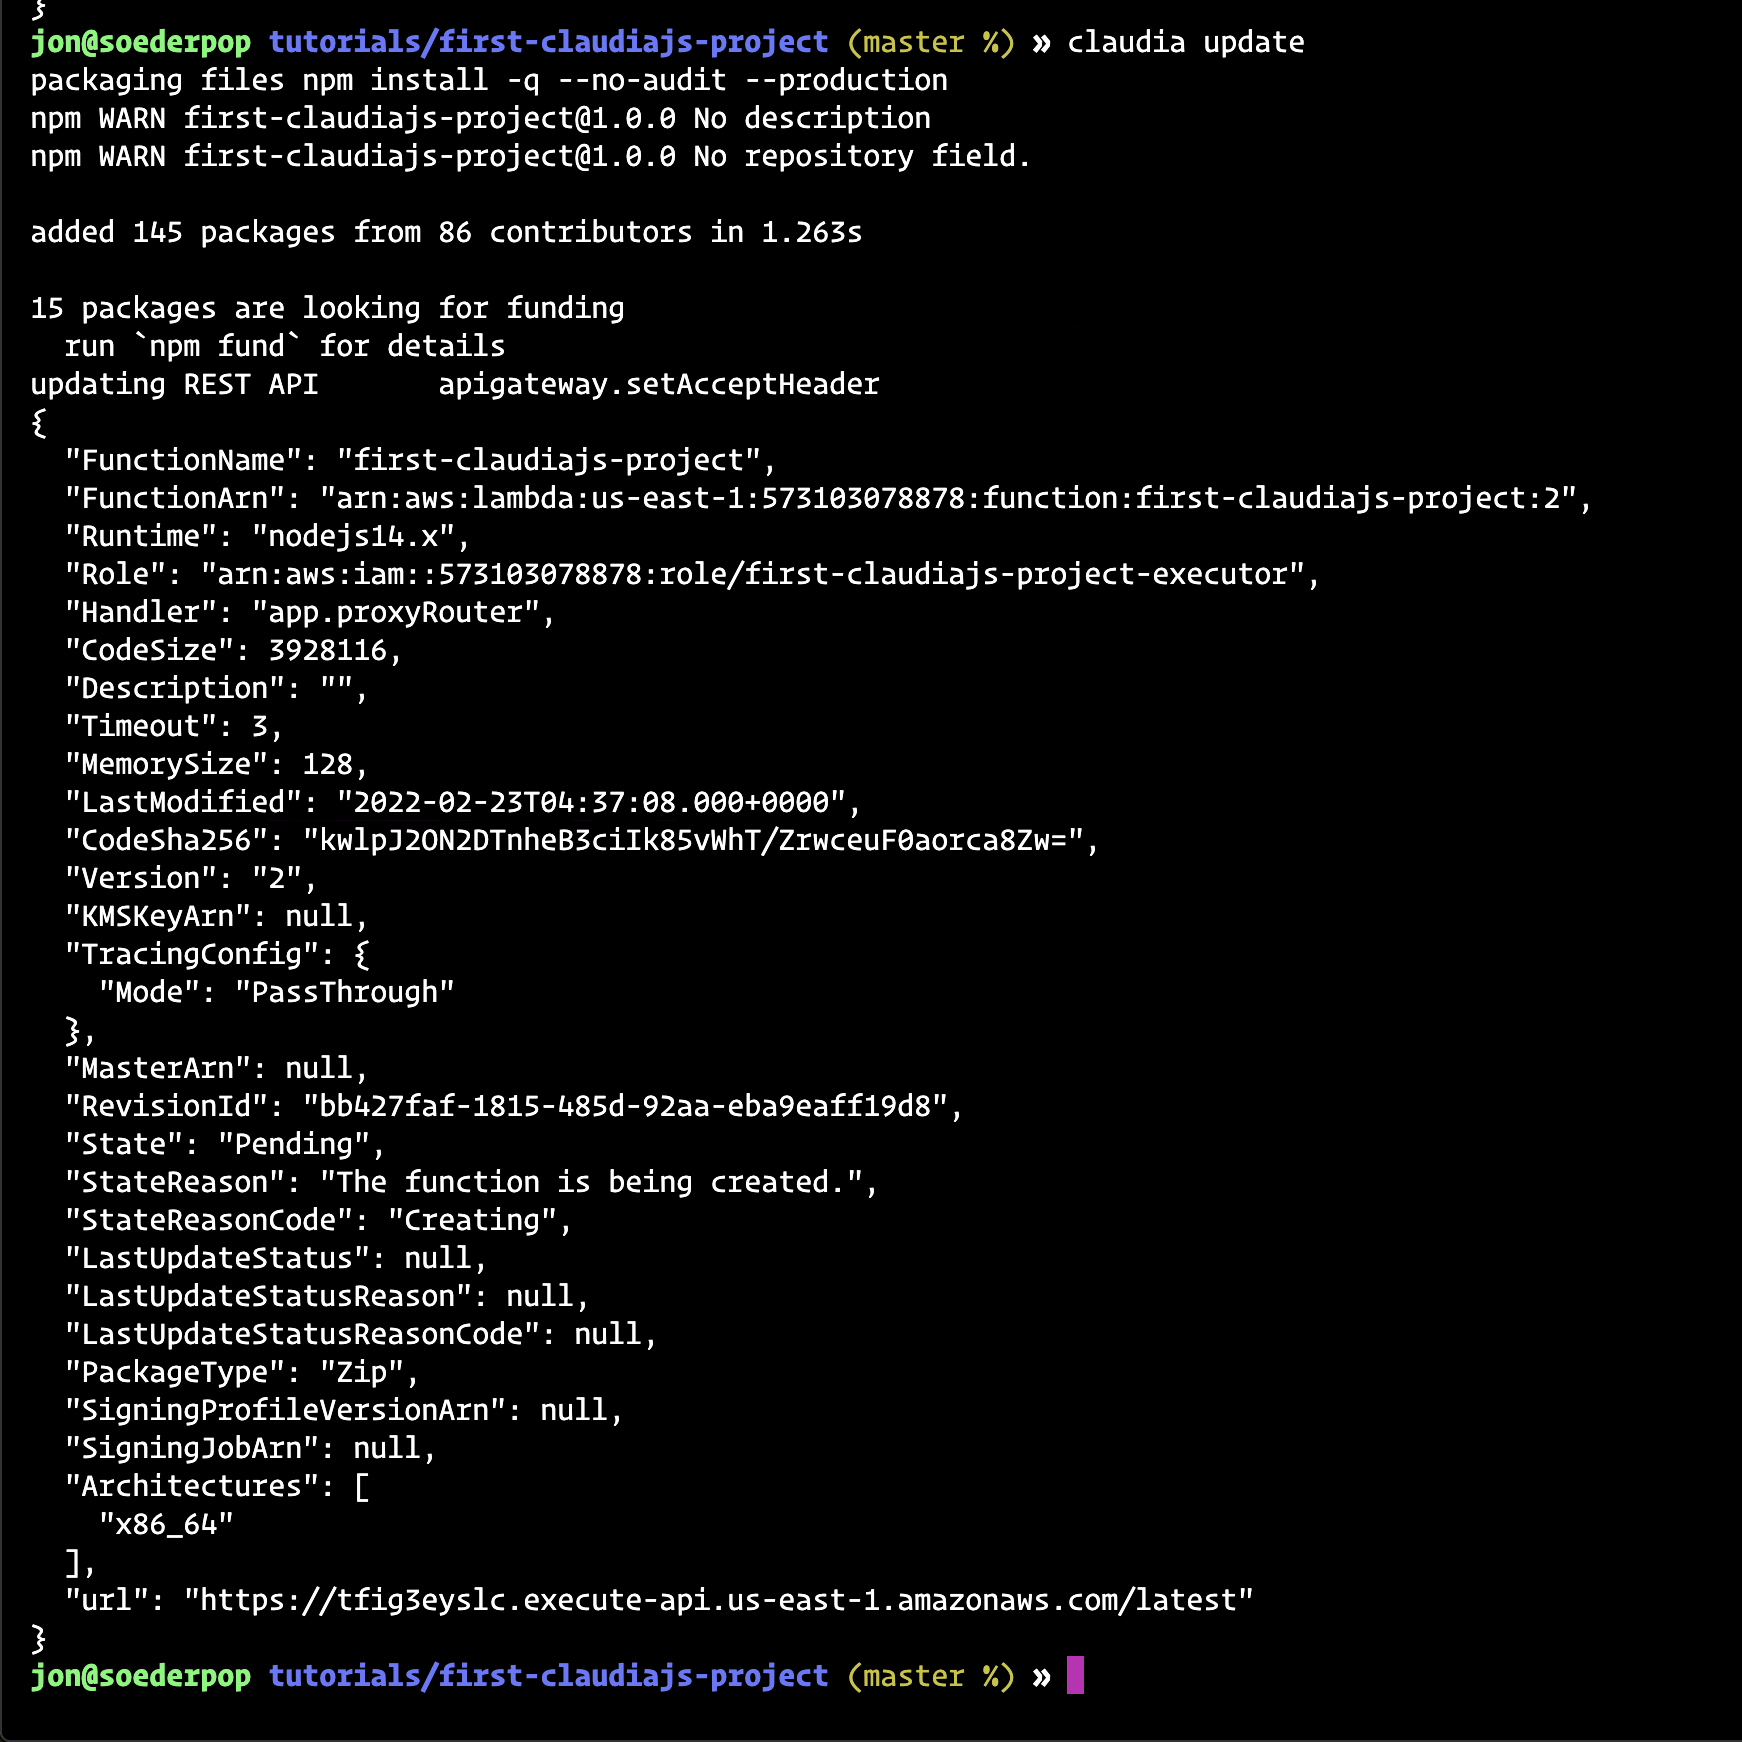 }
jon@soederpop tutorials/first-claudiajs-project (master %) » claudia update
packaging files npm install -q --no-audit --production
npm WARN first-claudiajs-project@1.0.0 No description
npm WARN first-claudiajs-project@1.0.0 No repository field.
added 145 packages from 86 contributors in 1.263s
15 packages are looking for funding
  run `npm fund` for details
updating REST API       apigateway.setAcceptHeader
{
  "FunctionName": "first-claudiajs-project",
  "FunctionArn": "arn:aws:lambda:us-east-1:573103078878:function:first-claudiajs-project:2",
  "Runtime": "nodejs14.x",
  "Role": "arn:aws:iam::573103078878:role/first-claudiajs-project-executor",
  "Handler": "app.proxyRouter",
  "CodeSize": 3928116,
  "Description": "",
  "Timeout": 3,
  "MemorySize": 128,
  "LastModified": "2022-02-23T04:37:08.000+0000",
  "CodeSha256": "kwlpJ2ON2DTnheB3ciIk85vWhT/ZrwceuF0aorca8Zw=",
  "Version": "2",
  "KMSKeyArn": null,
  "TracingConfig": {
    "Mode": "PassThrough"
  },
  "MasterArn": null,
  "RevisionId": "bb427faf-1815-485d-92aa-eba9eaff19d8",
  "State": "Pending",
  "StateReason": "The function is being created.",
  "StateReasonCode": "Creating",
  "LastUpdateStatus": null,
  "LastUpdateStatusReason": null,
  "LastUpdateStatusReasonCode": null,
  "PackageType": "Zip",
  "SigningProfileVersionArn": null,
  "SigningJobArn": null,
  "Architectures": [
    "x86_64"
  ],
  "url": "https://tfig3eyslc.execute-api.us-east-1.amazonaws.com/latest"
}
jon@soederpop tutorials/first-claudiajs-project (master %) »